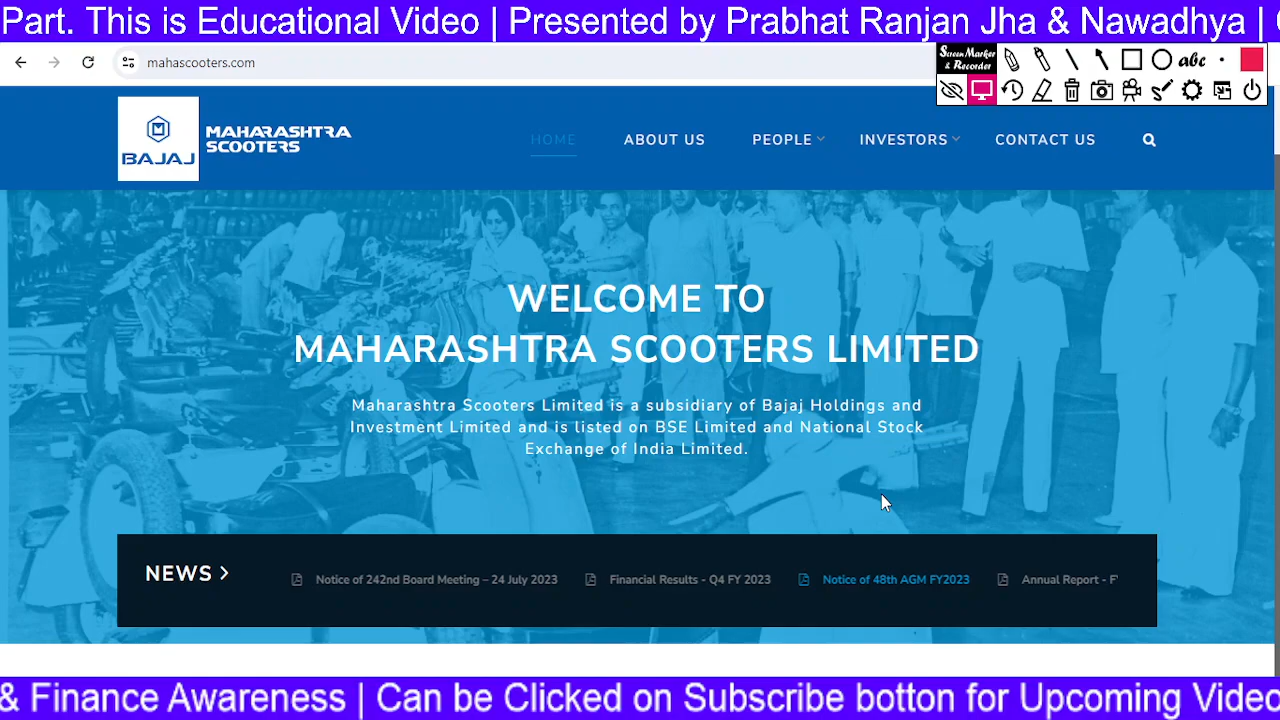 Part. This is Educational Video | Presented by Prabhat Ranjan Jha & Nawadhya |
mahascooters.com
Screen Marker
& Recorder
abc
BAJAJ
MAHARASHTRA
SCOOTERS
HOME
ABOUT US
PEOPLE
INVESTORS
CONTACT US
WELCOME TO
MAHARASHTRA SCOOTERS LIMITED
Maharashtra Scooters Limited is a subsidiary of Bajaj Holdings and
Investment Limited and is listed on BSE Limited and National Stock
Exchange of India Limited.
NEWS >
Notice of 242nd Board Meeting – 24 July 2023
Financial Results - Q4 FY 2023
Notice of 48th AGM FY2023
Annual Report - F
& Finance Awareness | Can be Clicked on Subscribe botton for Upcoming Video